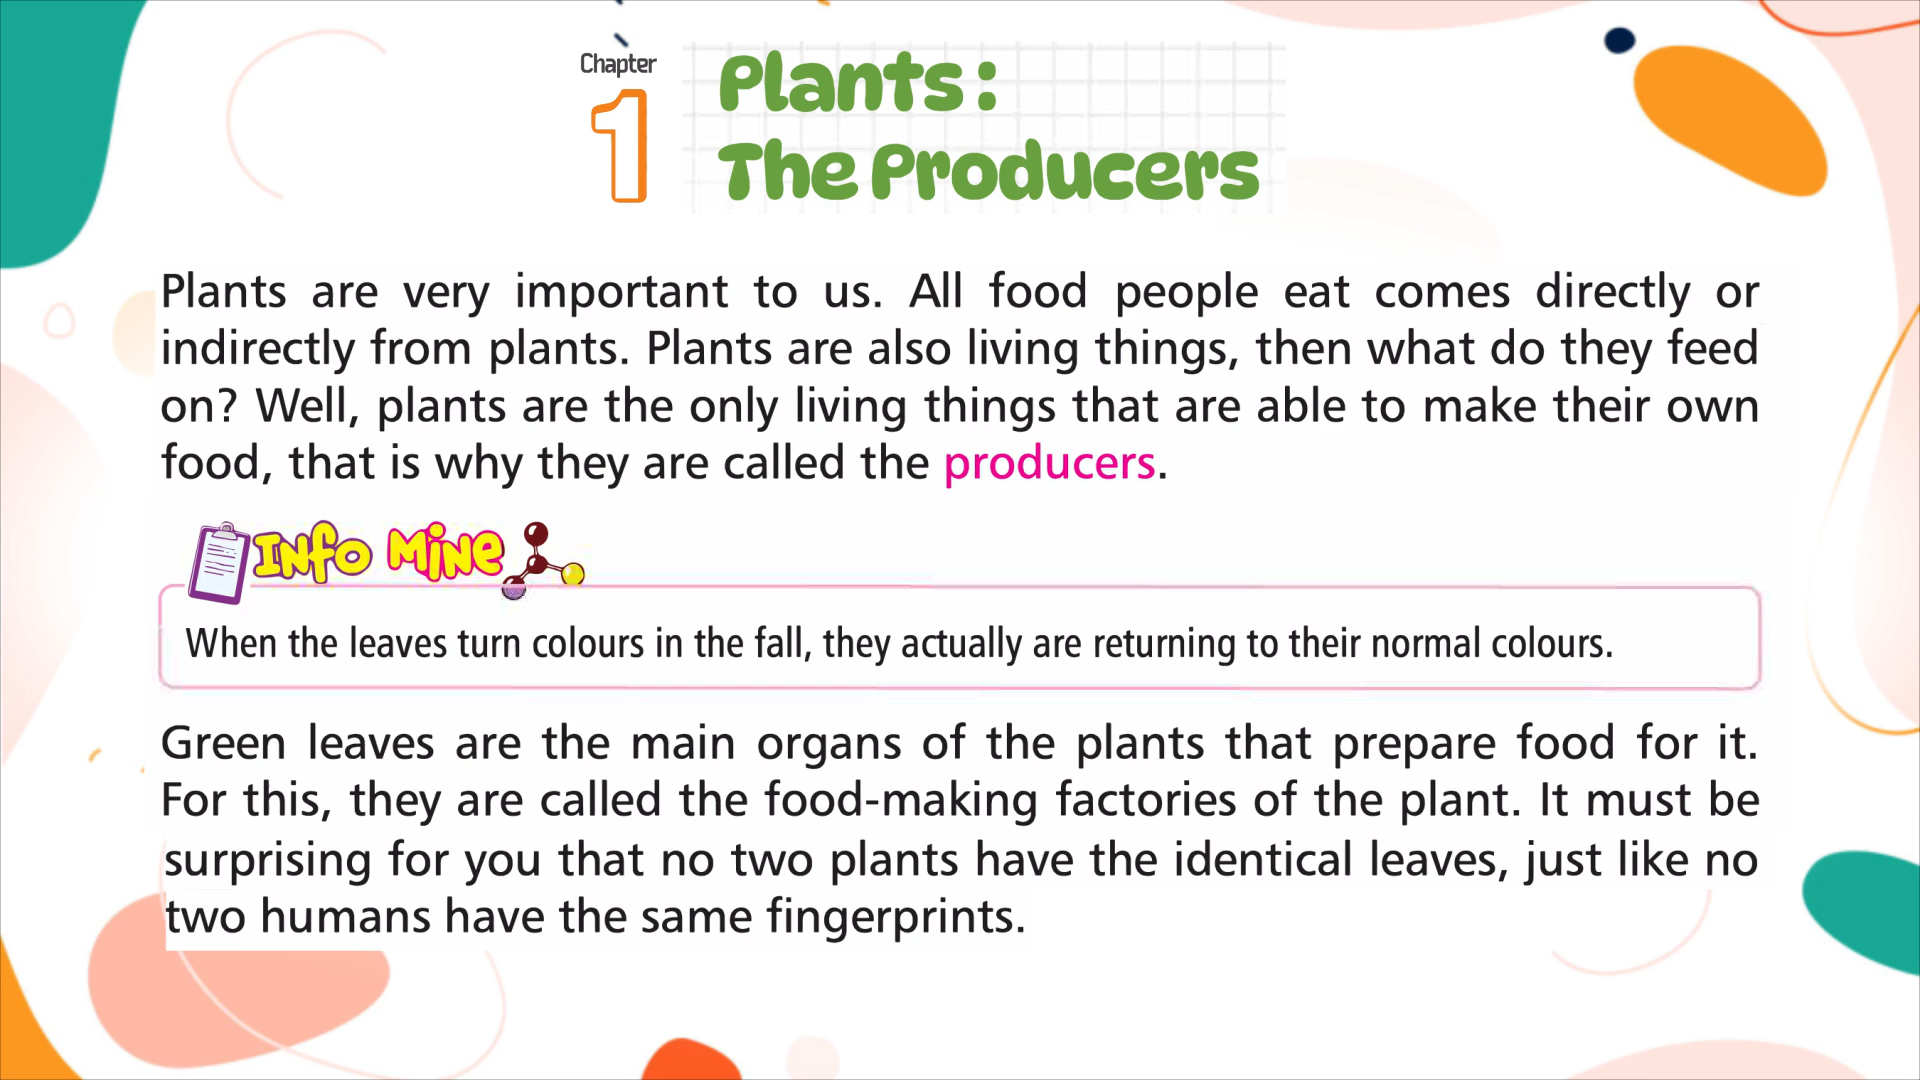 Chapter
1
Plants:
The Producers
Plants are very important to us. All food people eat comes directly or
indirectly from plants. Plants are also living things, then what do they feed
on? Well, plants are the only living things that are able to make their own
food, that is why they are called the producers.
Info Mine
When the leaves turn colours in the fall, they actually are returning to their normal colours.
Green leaves are the main organs of the plants that prepare food for it.
For this, they are called the food-making factories of the plant. It must be
surprising for you that no two plants have the identical leaves, just like no
two humans have the same fingerprints.